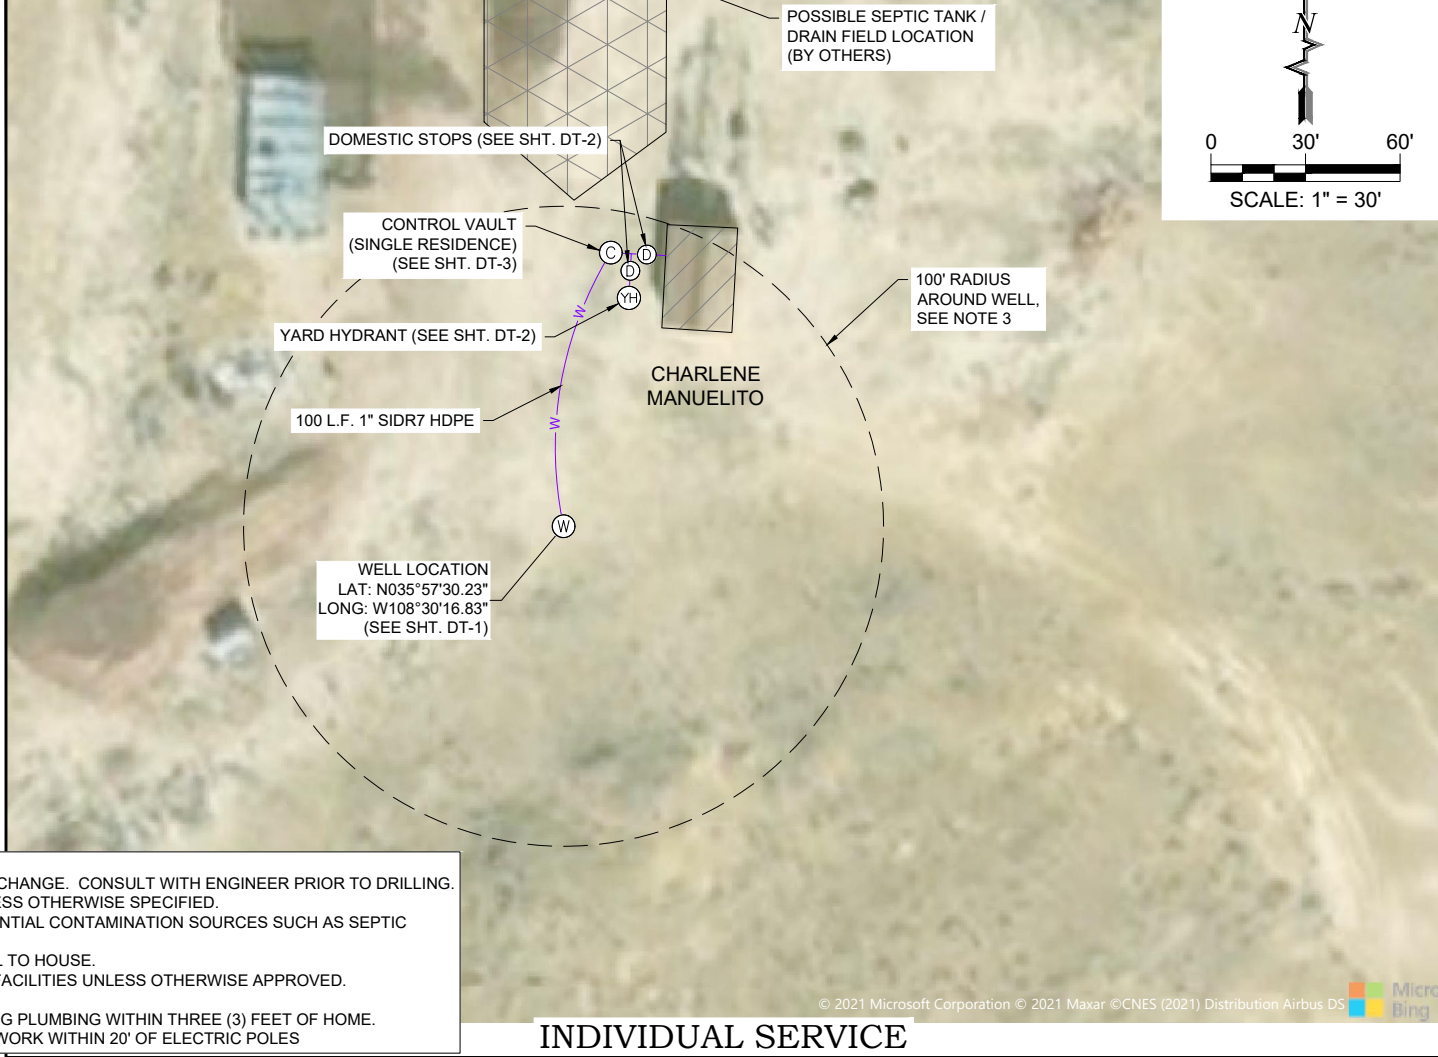 POSSIBLE SEPTIC TANK /
DRAIN FIELD LOCATION
(BY OTHERS)
N
0 30' 60'
SCALE: 1" = 30'
DOMESTIC STOPS (SEE SHT. DT-2)
CONTROL VAULT
(SINGLE RESIDENCE)
(SEE SHT. DT-3)
C
D
D
YH
YARD HYDRANT (SEE SHT. DT-2)
100' RADIUS
AROUND WELL,
SEE NOTE 3
CHARLENE
MANUELITO
W
W
100 L.F. 1" SIDR7 HDPE
W
WELL LOCATION
LAT: N035°57'30.23"
LONG: W108°30'16.83"
(SEE SHT. DT-1)
CHANGE. CONSULT WITH ENGINEER PRIOR TO DRILLING.
ESS OTHERWISE SPECIFIED.
NTIAL CONTAMINATION SOURCES SUCH AS SEPTIC
L TO HOUSE.
FACILITIES UNLESS OTHERWISE APPROVED.
G PLUMBING WITHIN THREE (3) FEET OF HOME.
WORK WITHIN 20' OF ELECTRIC POLES
© 2021 Microsoft Corporation © 2021 Maxar ©CNES (2021) Distribution Airbus DS
Micro
Bing
INDIVIDUAL SERVICE